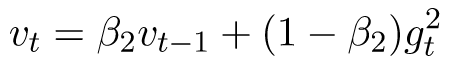 v_t = β_2 v_{t−1} + (1 − β_2) g_t^2